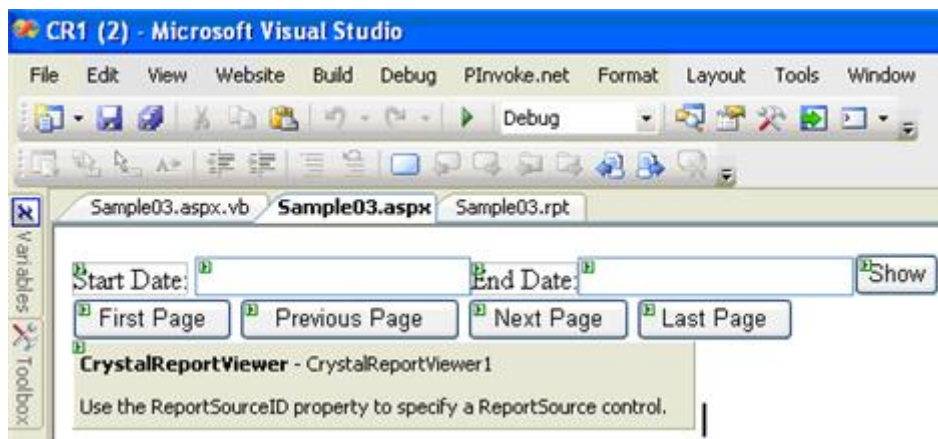 CR1 (2) - Microsoft Visual Studio
File Edit View Website Build Debug PInvoke.net Format Layout Tools Window
Debug
Sample03.aspx.vb Sample03.aspx Sample03.rpt
Variables
Toolbox
Start Date: End Date: Show
First Page Previous Page Next Page Last Page
CrystalReportViewer - CrystalReportViewer1
Use the ReportSourceID property to specify a ReportSource control.